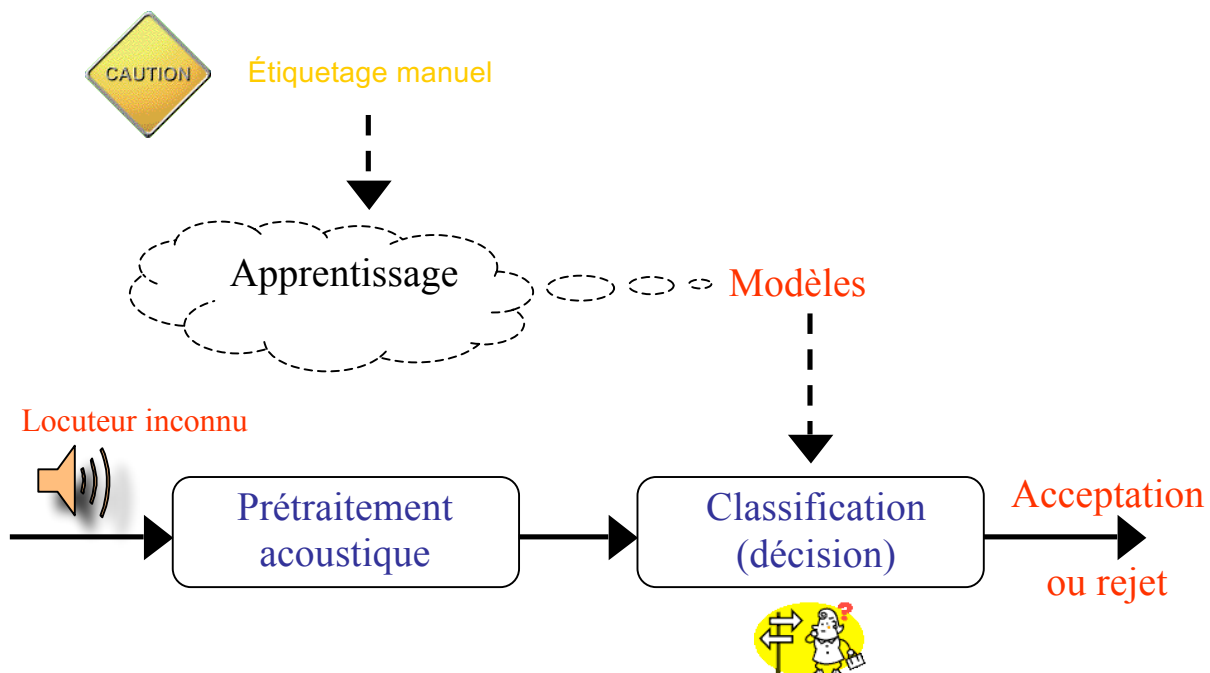 CAUTION
Étiquetage manuel
Apprentissage
Modèles
Locuteur inconnu
Prétraitement
acoustique
Classification
(décision)
Acceptation
ou rejet
?